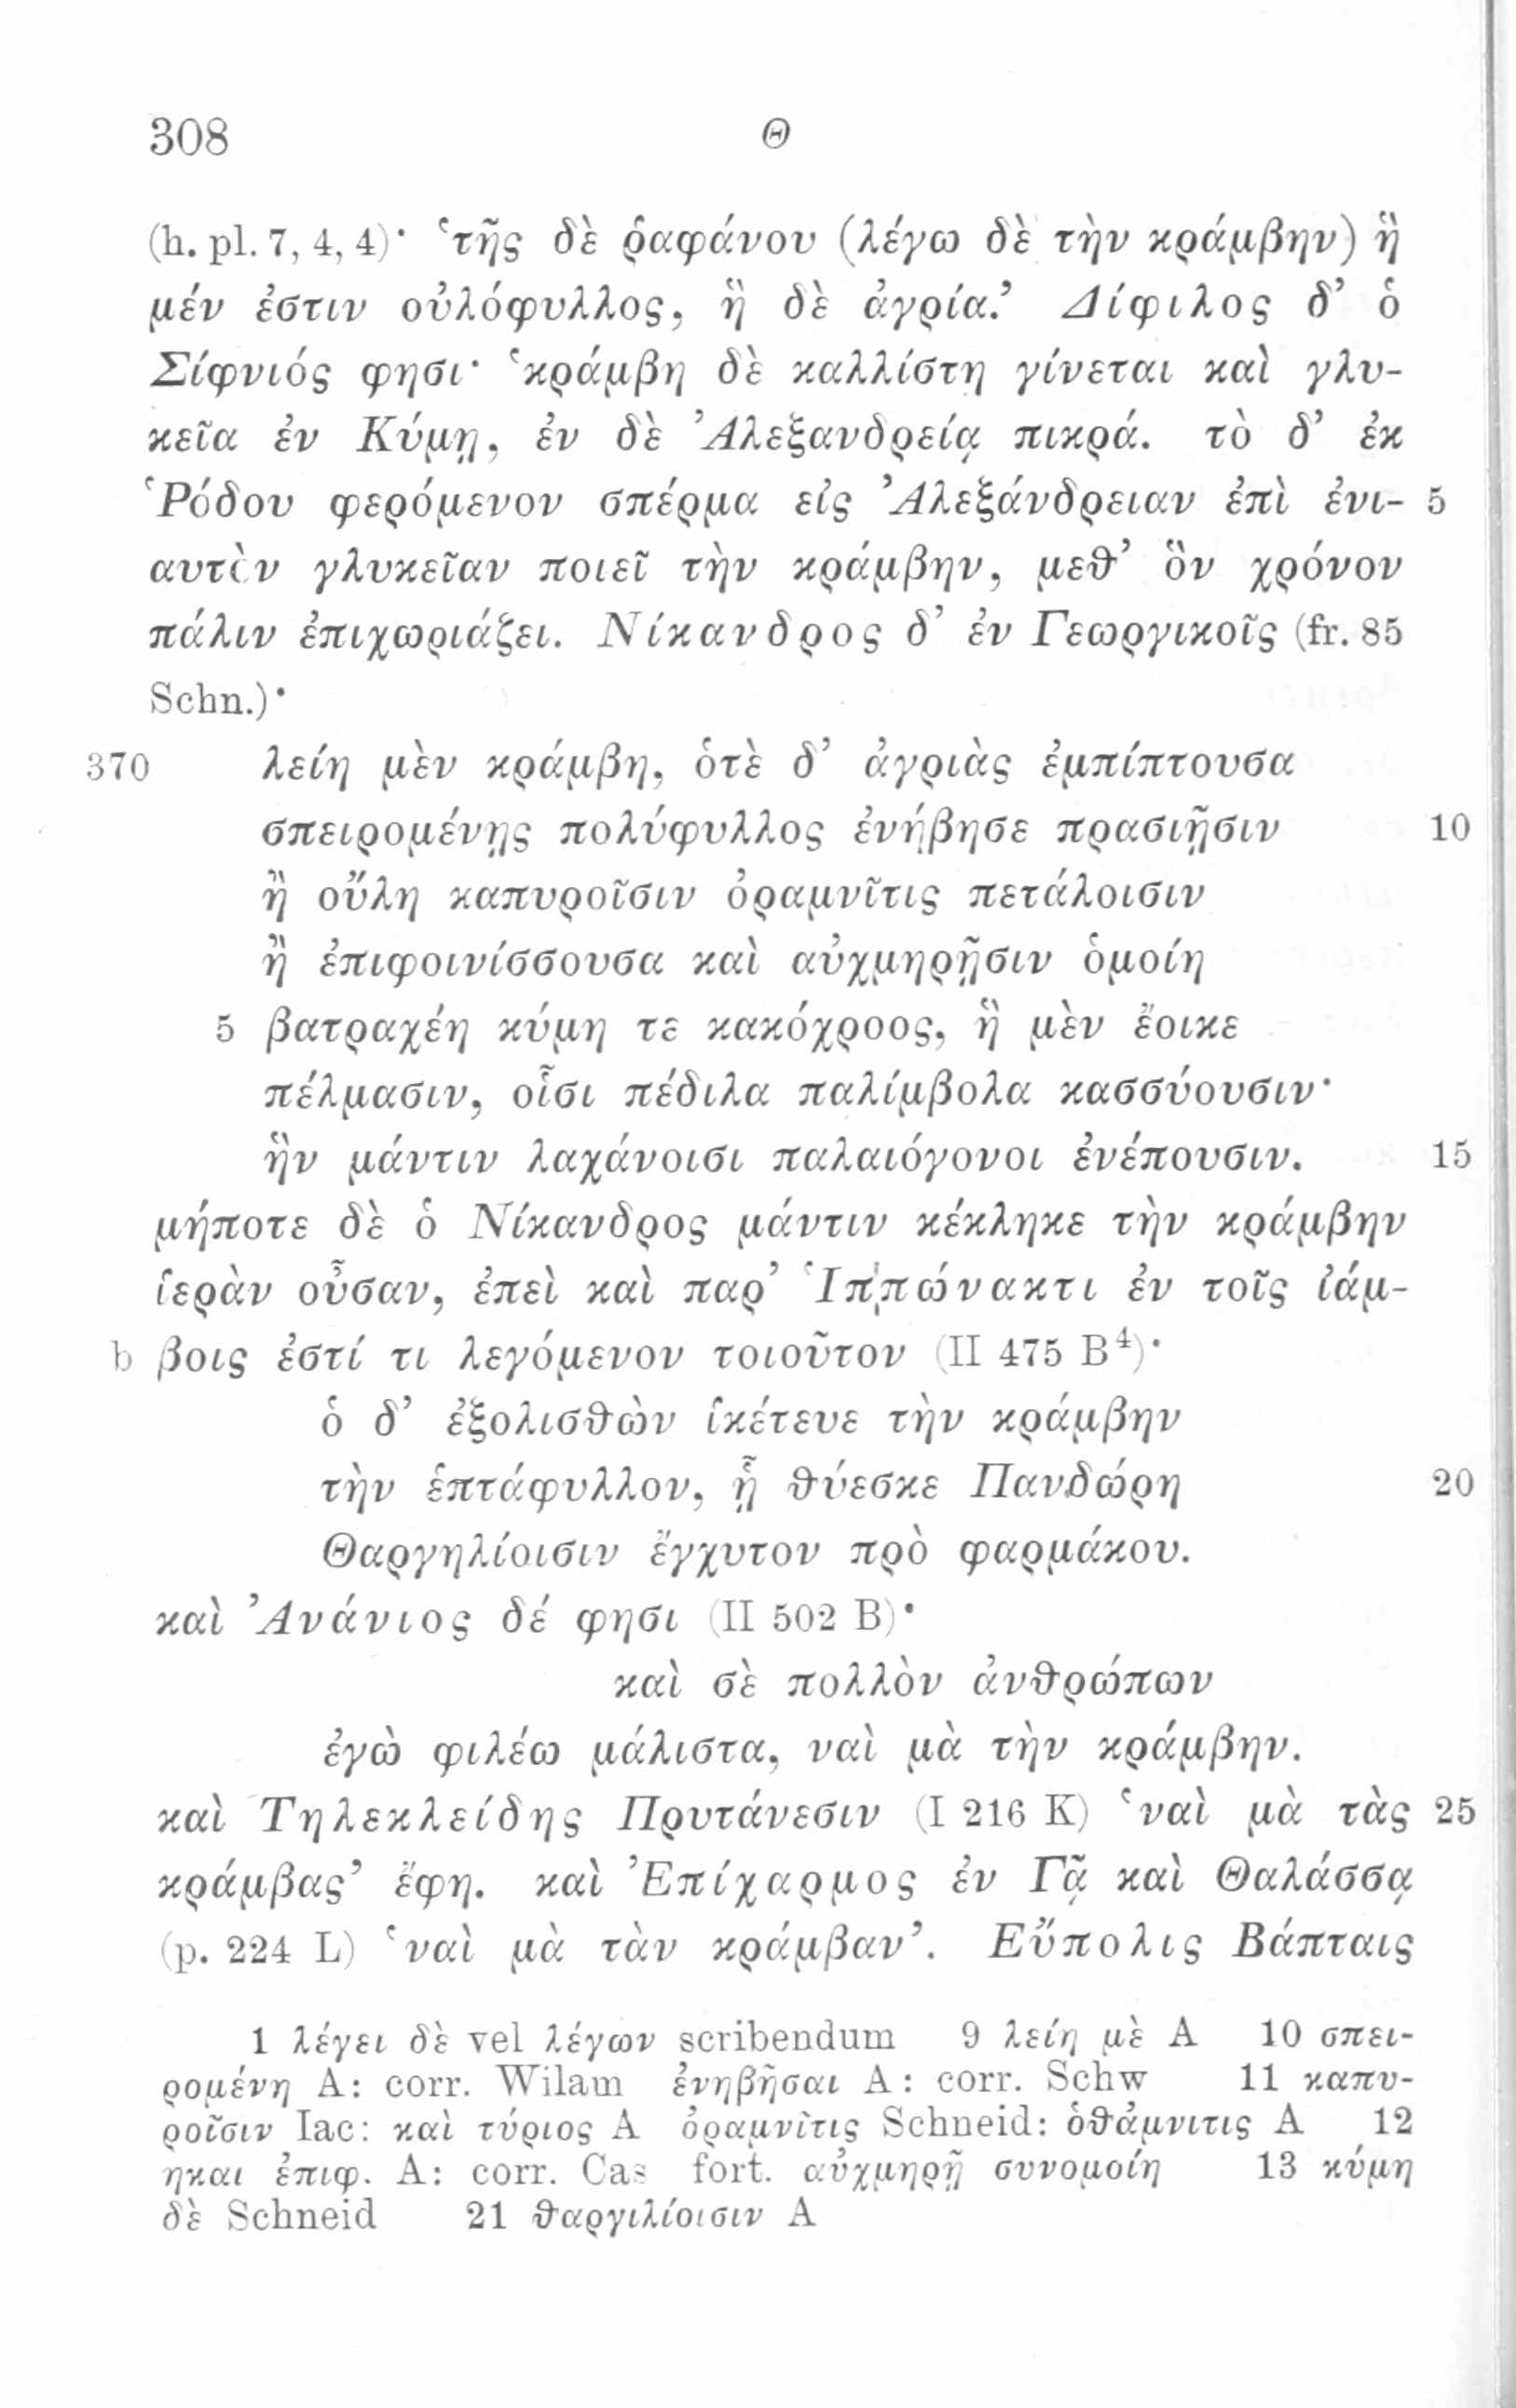 308 Θ
(h. pl. 7, 4, 4)· ‘τῆς δὲ ῥαφάνου (λέγω δὲ τὴν κράμβην) ἣ
μέν ἐστιν οὐλόφυλλος, ἣ δὲ ἀγρία.’ Δίφιλος δ’ ὁ
Σίφνιός φησι· ‘κράμβη δὲ καλλίστη γίνεται καὶ γλυ-
κεῖα ἐν Κύμῃ, ἐν δὲ Ἀλεξανδρείᾳ πικρά. τὸ δ’ ἐκ
Ῥόδου φερόμενον σπέρμα εἰς Ἀλεξάνδρειαν ἐπὶ ἐνι- 5
αυτὸν γλυκεῖαν ποιεῖ τὴν κράμβην, μεθ’ ὃν χρόνον
πάλιν ἐπιχωριάζει. Νίκανδρος δ’ ἐν Γεωργικοῖς (fr. 85
Schn.)·
370 λείη μὲν κράμβη, ὁτὲ δ’ ἀγριὰς ἐμπίπτουσα
σπειρομένῃς πολύφυλλος ἐνήβησε πρασιῇσιν 10
ἢ οὔλη καπυροῖσιν ὀραμνῖτις πετάλοισιν
ἢ ἐπιφοινίσσουσα καὶ αὐχμηρῇσιν ὁμοίη
5 βατραχέη κύμη τε κακόχροος, ἣ μὲν ἔοικε
πέλμασιν, οἷσι πέδιλα παλίμβολα κασσύουσιν·
ἣν μάντιν λαχάνοισι παλαιόγονοι ἐνέπουσιν. 15
μήποτε δὲ ὁ Νίκανδρος μάντιν κέκληκε τὴν κράμβην
ἱερὰν οὖσαν, ἐπεὶ καὶ παρ’ Ἱππώνακτι ἐν τοῖς ἰάμ-
b βοις ἐστί τι λεγόμενον τοιοῦτον (II 475 B⁴)·
ὁ δ’ ἐξολισθὼν ἱκέτευε τὴν κράμβην
τὴν ἑπτάφυλλον, ᾗ θύεσκε Πανδώρη 20
Θαργηλίοισιν ἔγχυτον πρὸ φαρμάκου.
καὶ Ἀνάνιος δέ φησι (II 502 B)·
καὶ σὲ πολλὸν ἀνθρώπων
ἐγὼ φιλέω μάλιστα, ναὶ μὰ τὴν κράμβην.
καὶ Τηλεκλείδης Πρυτάνεσιν (I 216 K) ‘ναὶ μὰ τὰς 25
κράμβας’ ἔφη. καὶ Ἐπίχαρμος ἐν Γᾷ καὶ Θαλάσσᾳ
(p. 224 L) ‘ναὶ μὰ τὰν κράμβαν’. Εὔπολις Βάπταις
1 λέγει δὲ vel λέγων scribendum 9 λείη μὲ A 10 σπει-
ρομένη A: corr. Wilam ἐνηβῆσαι A: corr. Schw 11 καπυ-
ροῖσιν Iac: καὶ τύριος A ὀραμνῖτις Schneid: ὀθάμνιτις A 12
ηκαι ἐπιφ. A: corr. Cas fort. αὐχμηρῇ συνομοίη 13 κύμη
δὲ Schneid 21 θαργιλίοισιν A